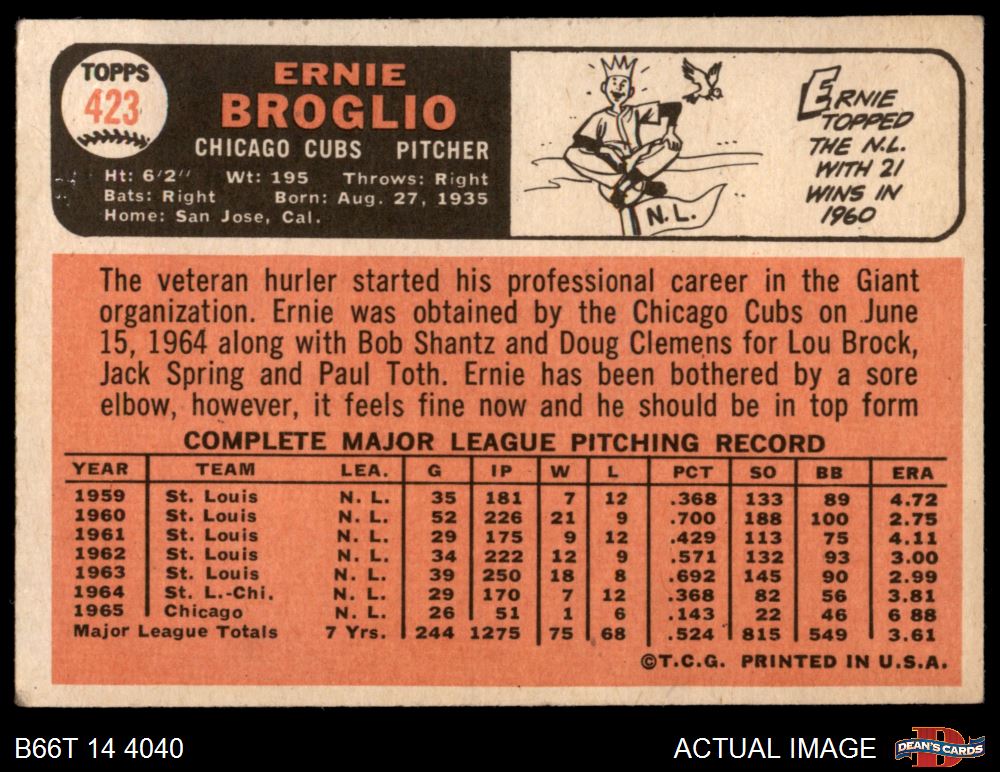 TOPPS
423
ERNIE
BROGLIO
CHICAGO CUBS PITCHER
Ht: 6'2" Wt: 195 Throws: Right
Bats: Right Born: Aug. 27, 1935
Home: San Jose, Cal.
N.L.
ERNIE
TOPPED
THE N.L.
WITH 21
WINS IN
1960
The veteran hurler started his professional career in the Giant
organization. Ernie was obtained by the Chicago Cubs on June
15, 1964 along with Bob Shantz and Doug Clemens for Lou Brock,
Jack Spring and Paul Toth. Ernie has been bothered by a sore
elbow, however, it feels fine now and he should be in top form
COMPLETE MAJOR LEAGUE PITCHING RECORD
YEAR TEAM LEA. G IP W L PCT SO BB ERA
1959 St. Louis N. L. 35 181 7 12 .368 133 89 4.72
1960 St. Louis N. L. 52 226 21 9 .700 188 100 2.75
1961 St. Louis N. L. 29 175 9 12 .429 113 75 4.11
1962 St. Louis N. L. 34 222 12 9 .571 132 93 3.00
1963 St. Louis N. L. 39 250 18 8 .692 145 90 2.99
1964 St. L.-Chi. N. L. 29 170 7 12 .368 82 56 3.81
1965 Chicago N. L. 26 51 1 6 .143 22 46 6 88
Major League Totals 7 Yrs. 244 1275 75 68 .524 815 549 3.61
©T.C.G. PRINTED IN U.S.A.
B66T 14 4040
ACTUAL IMAGE
D
DEAN'S CARDS